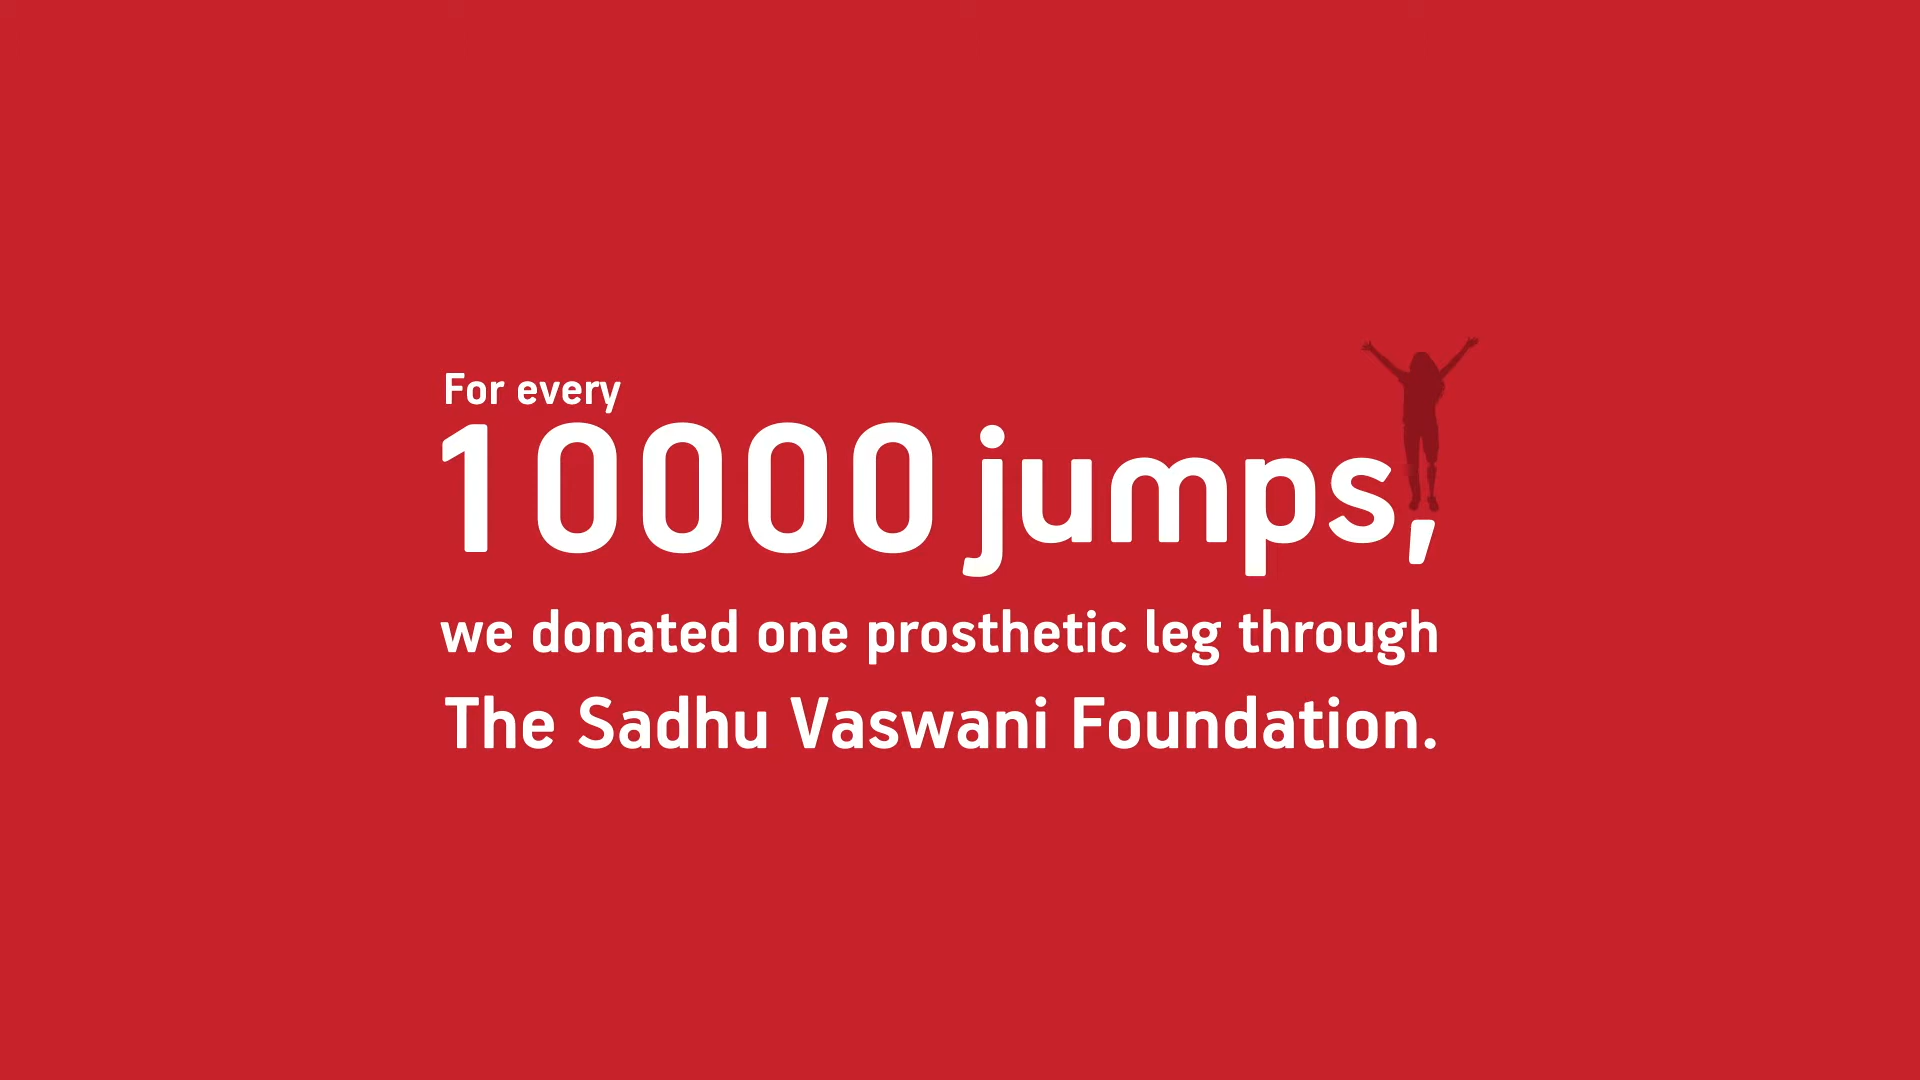 For every
10000 jumps,
we donated one prosthetic leg through
The Sadhu Vaswani Foundation.